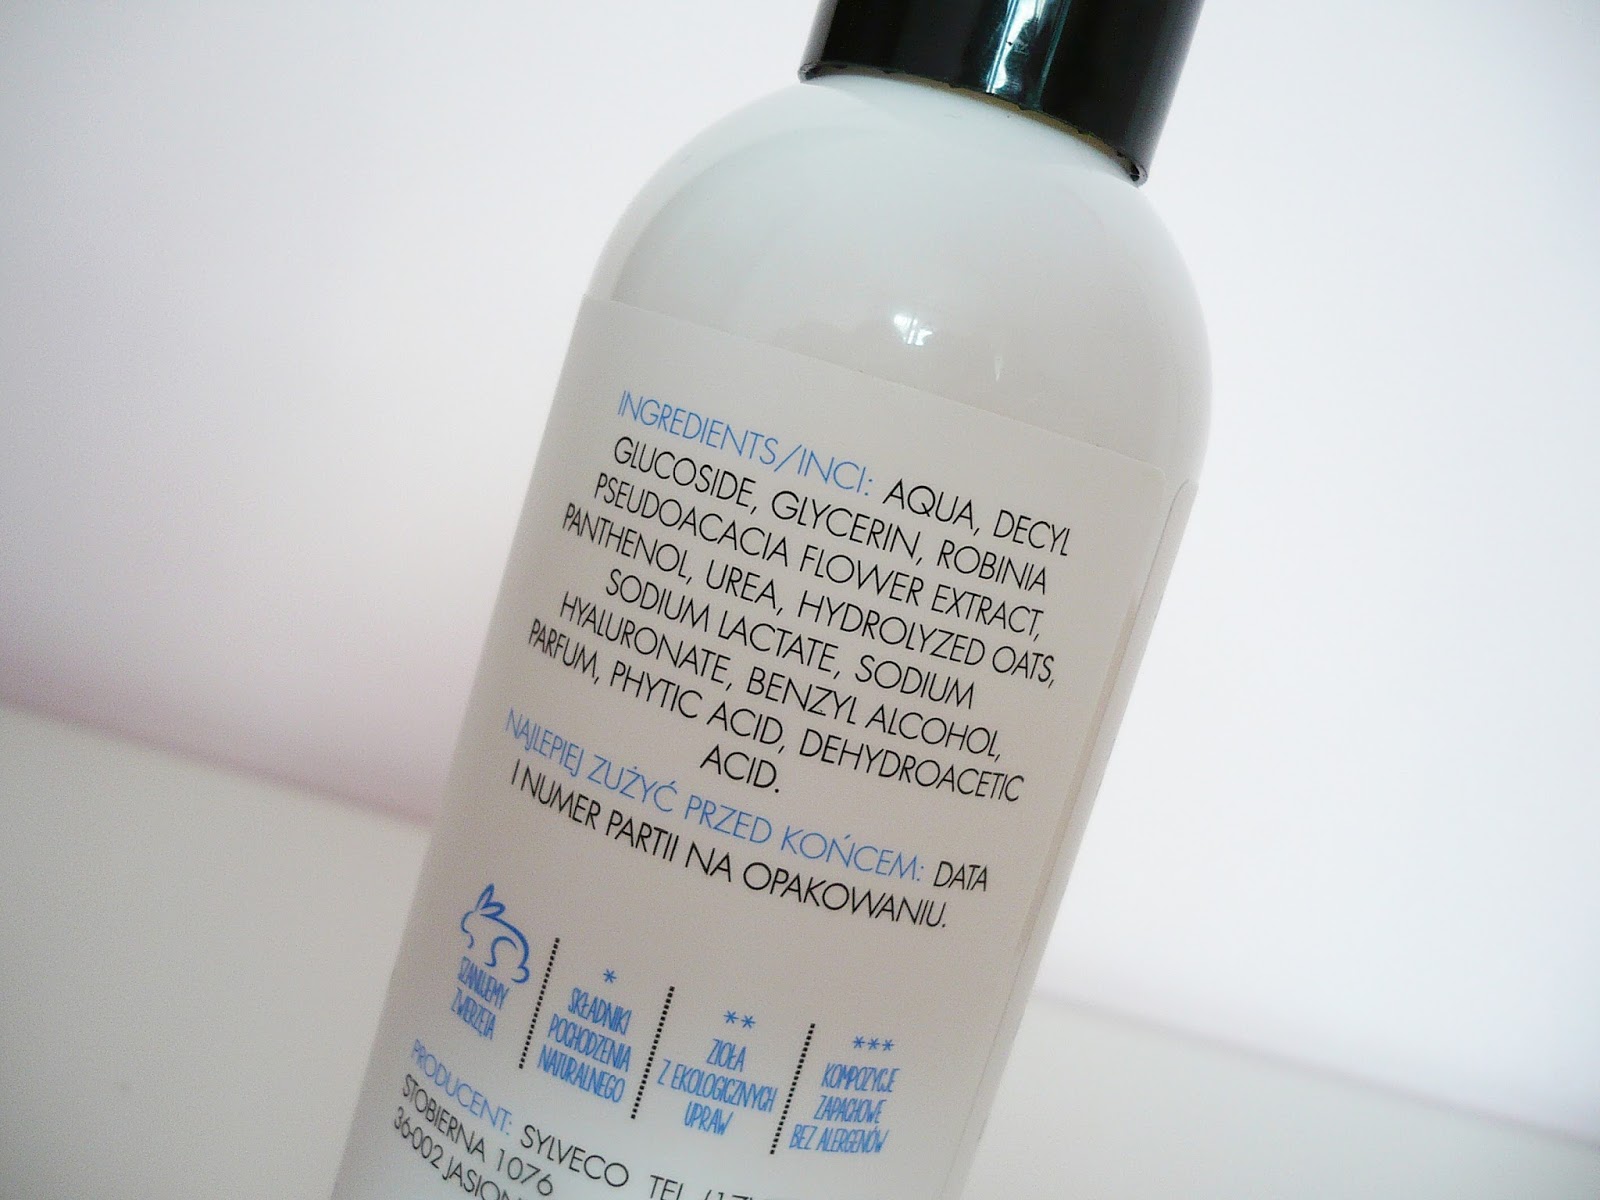 INGREDIENTS/INCI: AQUA, DECYL
GLUCOSIDE, GLYCERIN, ROBINIA
PSEUDOACACIA FLOWER EXTRACT,
PANTHENOL, UREA, HYDROLYZED OATS,
SODIUM LACTATE, SODIUM
HYALURONATE, BENZYL ALCOHOL,
PARFUM, PHYTIC ACID, DEHYDROACETIC
ACID.
NAJLEPIEJ ZUŻYĆ PRZED KOŃCEM: DATA
I NUMER PARTII NA OPAKOWANIU.
SZANUJEMY
ZWIERZĘTA
*
SKŁADNIKI
POCHODZENIA
NATURALNEGO
**
ZIOŁA
Z EKOLOGICZNYCH
UPRAW
***
KOMPOZYCJE
ZAPACHOWE
BEZ ALERGENÓW
PRODUCENT: SYLVECO TEL
STOBIERNA 1076
36-002